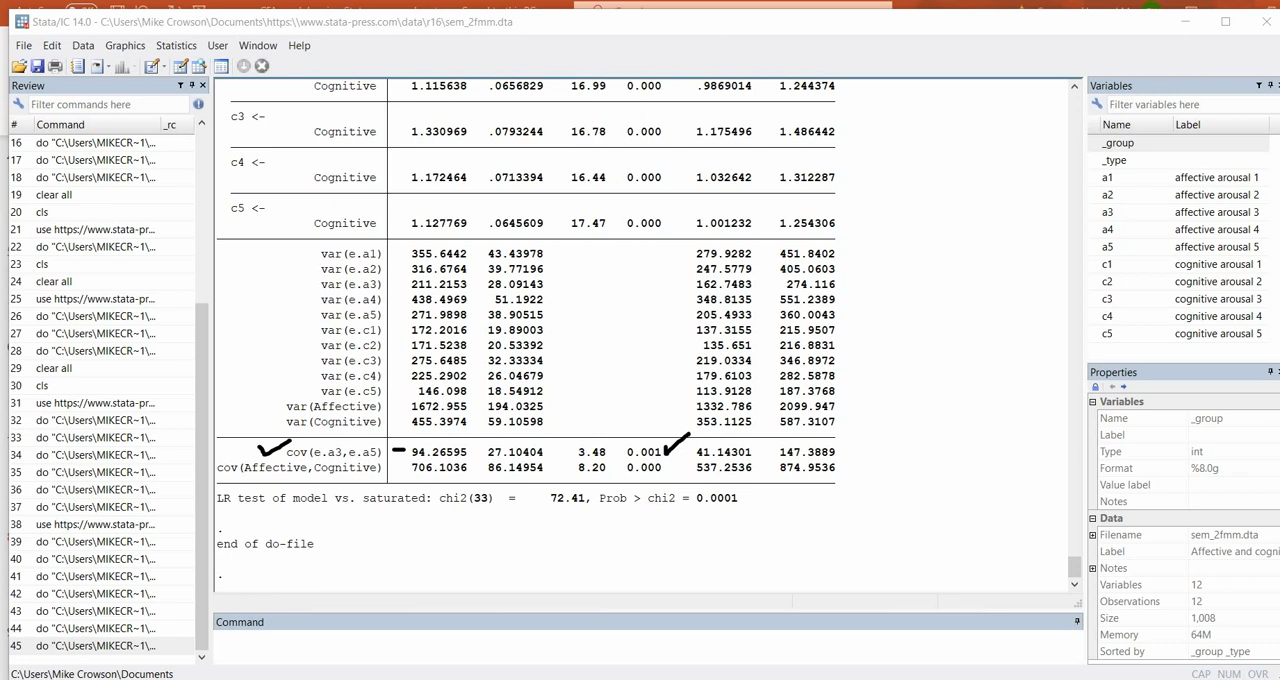 Stata/IC 14.0 - C:\Users\Mike Crowson\Documents\https:\www.stata-press.com\data\r16\sem_2fmm.dta
File Edit Data Graphics Statistics User Window Help
Review
Filter commands here
# Command _rc
16 do "C:\Users\MIKECR~1\...
17 do "C:\Users\MIKECR~1\...
18 do "C:\Users\MIKECR~1\...
19 clear all
20 cls
21 use https://www.stata-pr...
22 do "C:\Users\MIKECR~1\...
23 cls
24 clear all
25 use https://www.stata-pr...
26 do "C:\Users\MIKECR~1\...
27 do "C:\Users\MIKECR~1\...
28 do "C:\Users\MIKECR~1\...
29 clear all
30 cls
31 use https://www.stata-pr...
32 do "C:\Users\MIKECR~1\...
33 do "C:\Users\MIKECR~1\...
34 do "C:\Users\MIKECR~1\...
35 do "C:\Users\MIKECR~1\...
36 do "C:\Users\MIKECR~1\...
37 do "C:\Users\MIKECR~1\...
38 use https://www.stata-pr...
39 do "C:\Users\MIKECR~1\...
40 do "C:\Users\MIKECR~1\...
41 do "C:\Users\MIKECR~1\...
42 do "C:\Users\MIKECR~1\...
43 do "C:\Users\MIKECR~1\...
44 do "C:\Users\MIKECR~1\...
45 do "C:\Users\MIKECR~1\...
Cognitive 1.115638 .0656829 16.99 0.000 .9869014 1.244374
c3 <-
Cognitive 1.330969 .0793244 16.78 0.000 1.175496 1.486442
c4 <-
Cognitive 1.172464 .0713394 16.44 0.000 1.032642 1.312287
c5 <-
Cognitive 1.127769 .0645609 17.47 0.000 1.001232 1.254306
var(e.a1) 355.6442 43.43978 279.9282 451.8402
var(e.a2) 316.6764 39.77196 247.5779 405.0603
var(e.a3) 211.2153 28.09143 162.7483 274.116
var(e.a4) 438.4969 51.1922 348.8135 551.2389
var(e.a5) 271.9898 38.90515 205.4933 360.0043
var(e.c1) 172.2016 19.89003 137.3155 215.9507
var(e.c2) 171.5238 20.53392 135.651 216.8831
var(e.c3) 275.6485 32.33334 219.0334 346.8972
var(e.c4) 225.2902 26.04679 179.6103 282.5878
var(e.c5) 146.098 18.54912 113.9128 187.3768
var(Affective) 1672.955 194.0325 1332.786 2099.947
var(Cognitive) 455.3974 59.10598 353.1125 587.3107
cov(e.a3,e.a5) 94.26595 27.10404 3.48 0.001 41.14301 147.3889
cov(Affective,Cognitive) 706.1036 86.14954 8.20 0.000 537.2536 874.9536
LR test of model vs. saturated: chi2(33) = 72.41, Prob > chi2 = 0.0001
.
end of do-file
.
Command
Variables
Filter variables here
Name Label
_group
_type
a1 affective arousal 1
a2 affective arousal 2
a3 affective arousal 3
a4 affective arousal 4
a5 affective arousal 5
c1 cognitive arousal 1
c2 cognitive arousal 2
c3 cognitive arousal 3
c4 cognitive arousal 4
c5 cognitive arousal 5
Properties
Variables
Name _group
Label
Type int
Format %8.0g
Value label
Notes
Data
Filename sem_2fmm.dta
Label Affective and cogni
Notes
Variables 12
Observations 12
Size 1,008
Memory 64M
Sorted by _group _type
C:\Users\Mike Crowson\Documents
CAP NUM OVR